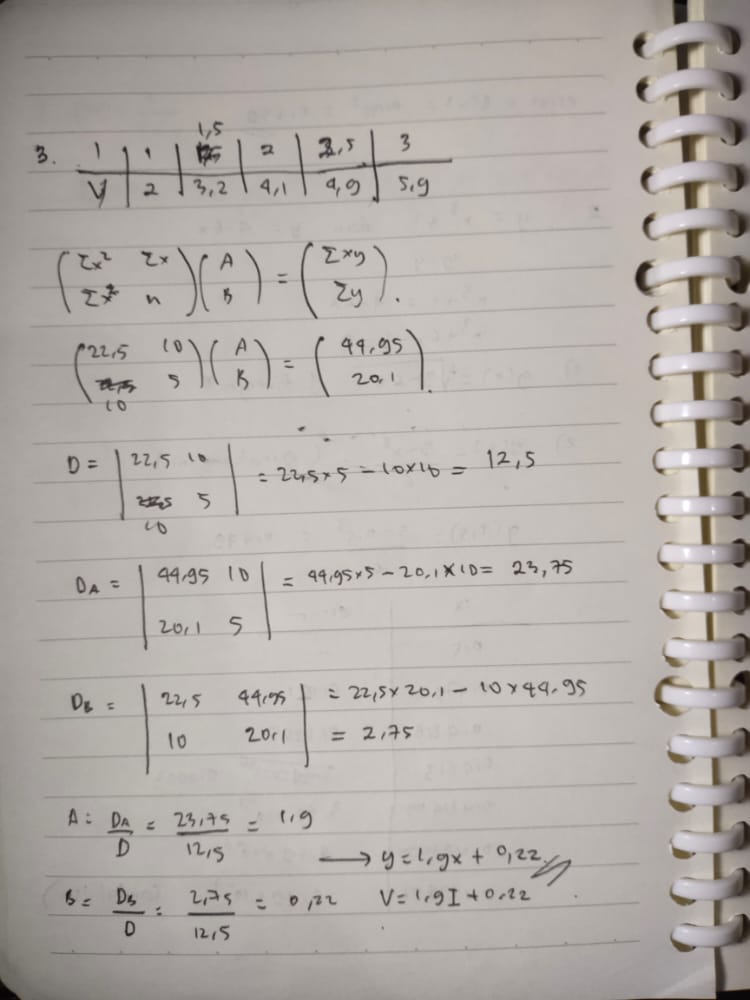 3. I | 1 | 1,5 | 2 | 2,5 | 3
V | 2 | 3,2 | 4,1 | 4,9 | 5,9
(Σx² Σx) (A) = (Σxy)
(Σx n) (B) (Σy).
(22,5 10) (A) = (44,95)
(10 5) (B) (20,1).
D = |22,5 10| = 22,5 x 5 - 10 x 10 = 12,5
|10 5|
DA = |44,95 10| = 44,95 x 5 - 20,1 x 10 = 23,75
|20,1 5|
DB = |22,5 44,95| = 22,5 x 20,1 - 10 x 44,95
|10 20,1| = 2,75
A = DA/D = 23,75/12,5 = 1,9
→ y = 1,9x + 0,22
B = DB/D = 2,75/12,5 = 0,22 V = 1,9I + 0,22